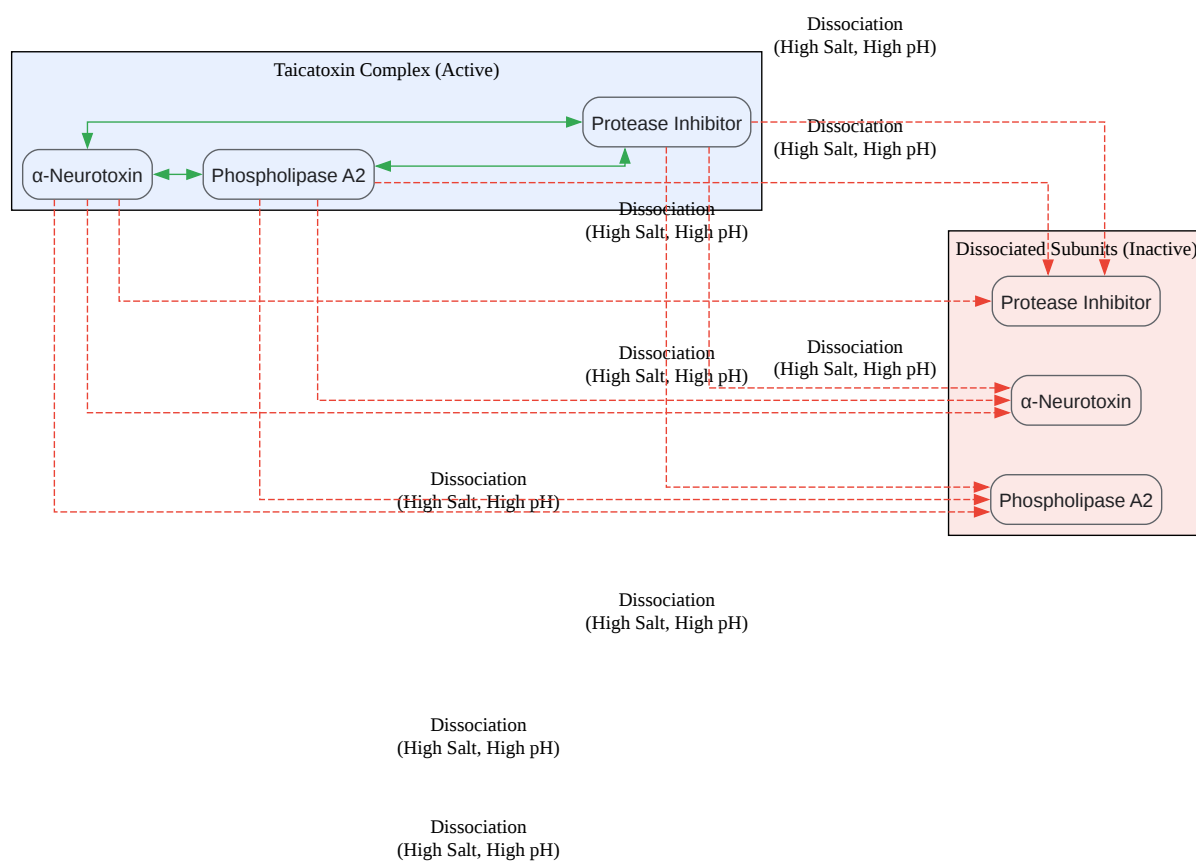 Dissociation
(High Salt, High pH)
Taicatoxin Complex (Active)
Protease Inhibitor
Dissociation
(High Salt, High pH)
α-Neurotoxin
Phospholipase A2
Dissociation
(High Salt, High pH)
Dissociated Subunits (Inactive)
Protease Inhibitor
Dissociation
(High Salt, High pH)
Dissociation
(High Salt, High pH)
α-Neurotoxin
Dissociation
(High Salt, High pH)
Phospholipase A2
Dissociation
(High Salt, High pH)
Dissociation
(High Salt, High pH)
Dissociation
(High Salt, High pH)